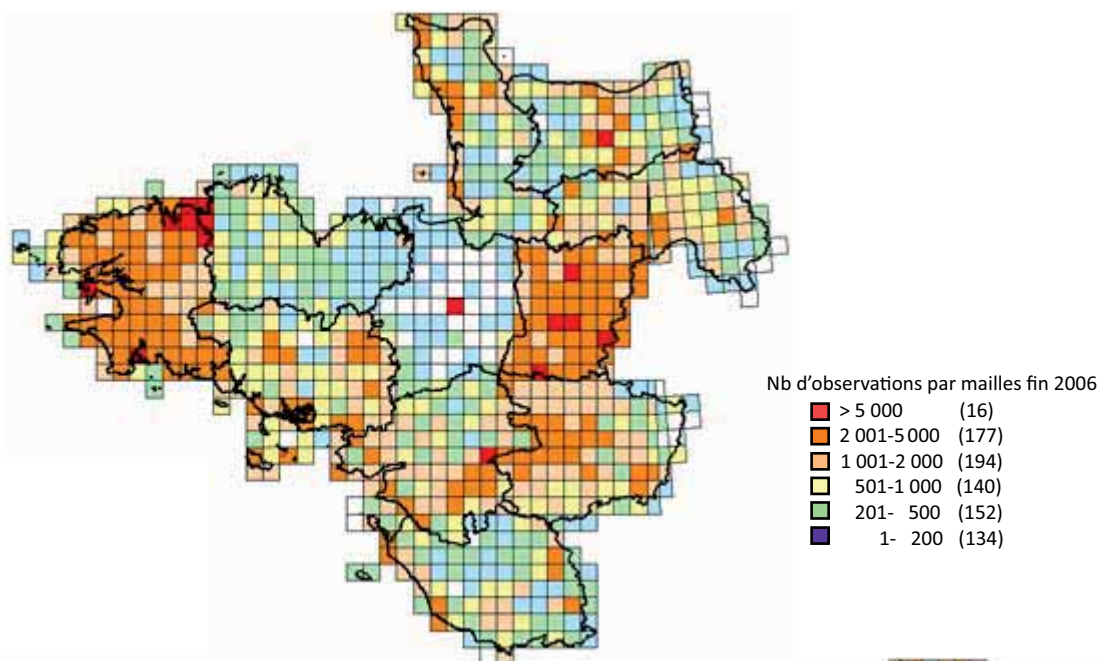 Nb d'observations par mailles fin 2006
> 5 000 (16)
2 001-5 000 (177)
1 001-2 000 (194)
501-1 000 (140)
201- 500 (152)
1- 200 (134)